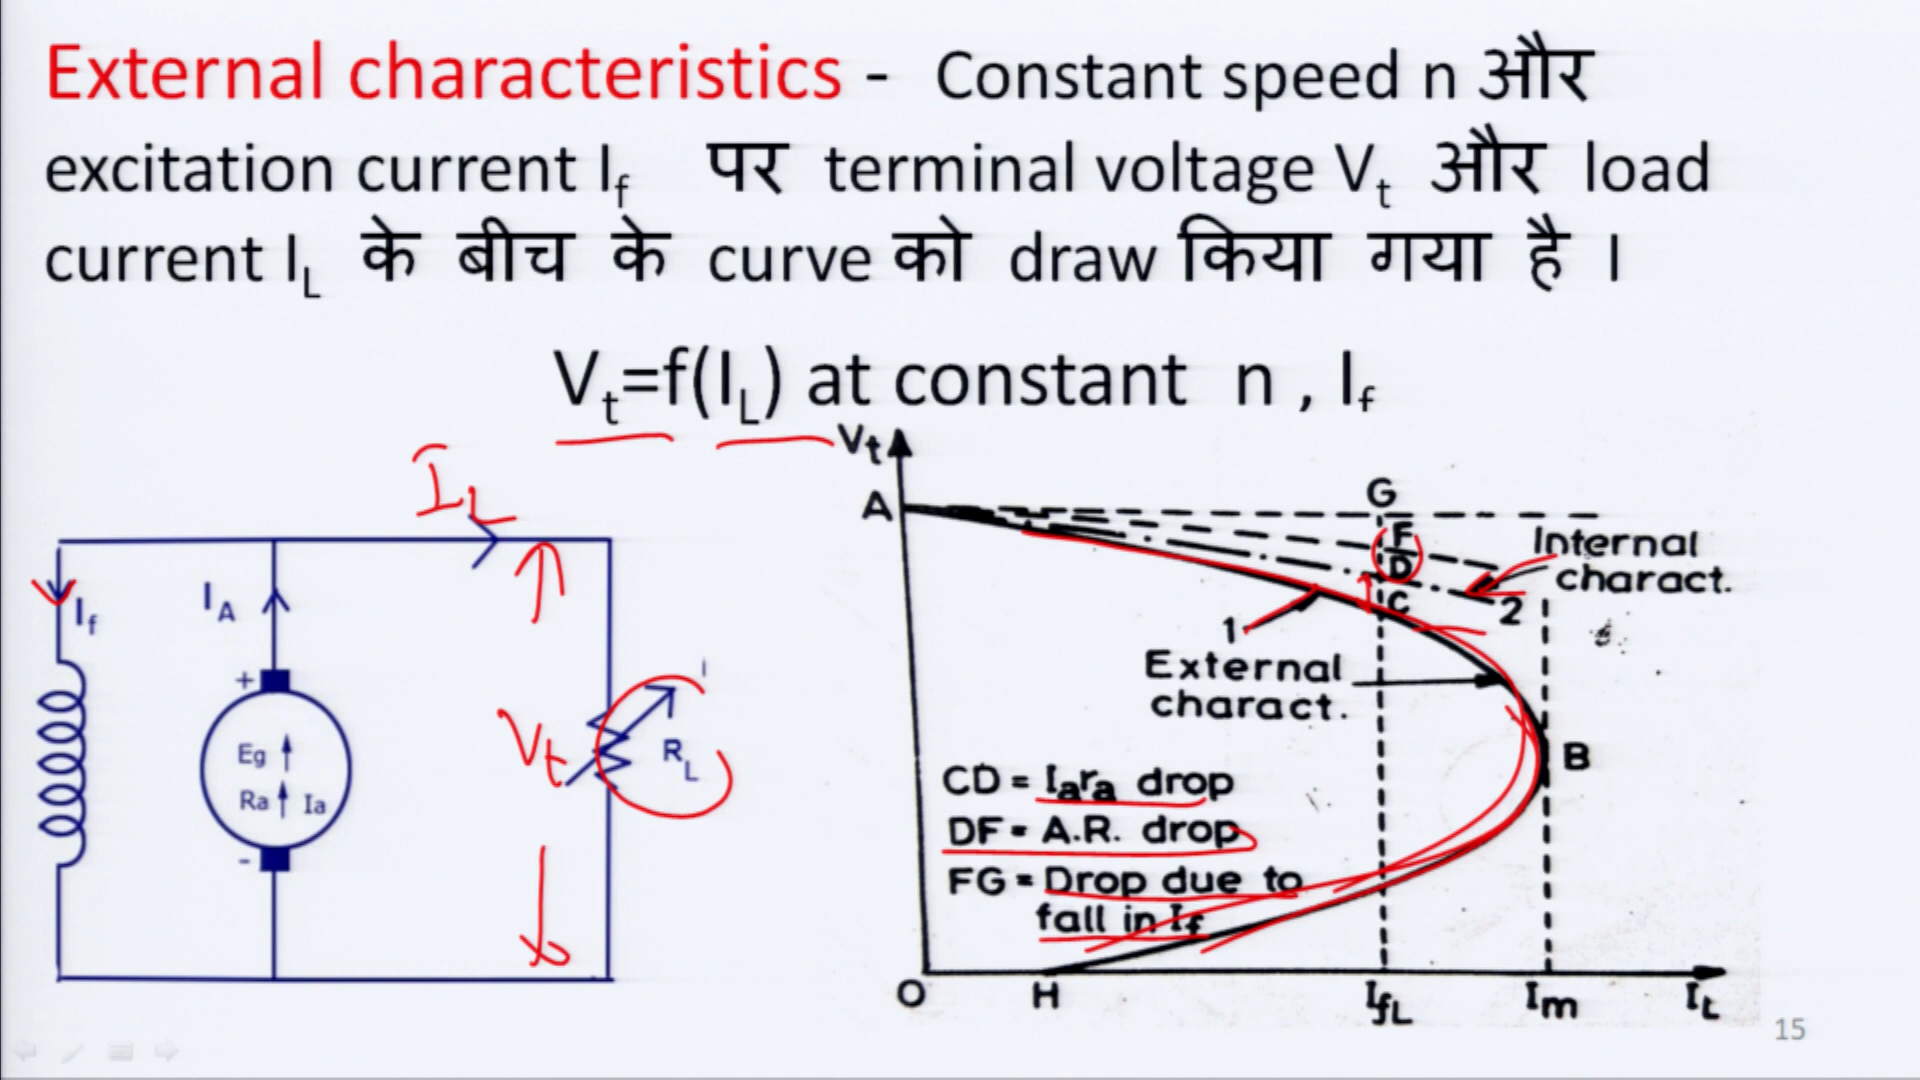 External characteristics - Constant speed n और
excitation current If पर terminal voltage Vt और load
current IL के बीच के curve को draw किया गया है ।
Vt=f(IL) at constant n , If
IL
If
IA
+
Eg
Ra Ia
-
Vt
RL
Vt
A
G
F
D
C
Internal
charact.
2
1
External
charact.
B
CD = Iara drop
DF = A.R. drop
FG = Drop due to
fall in If
O H IfL Im IL
15